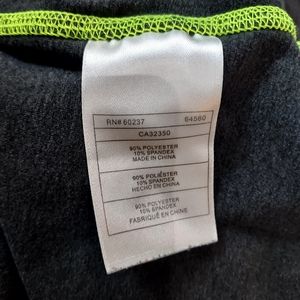 RN# 60237 64560
CA32350
90% POLYESTER
10% SPANDEX
MADE IN CHINA
90% POLIÉSTER
10% SPANDEX
HECHO EN CHINA
90% POLYESTER
10% SPANDEX
FABRIQUÉ EN CHINE